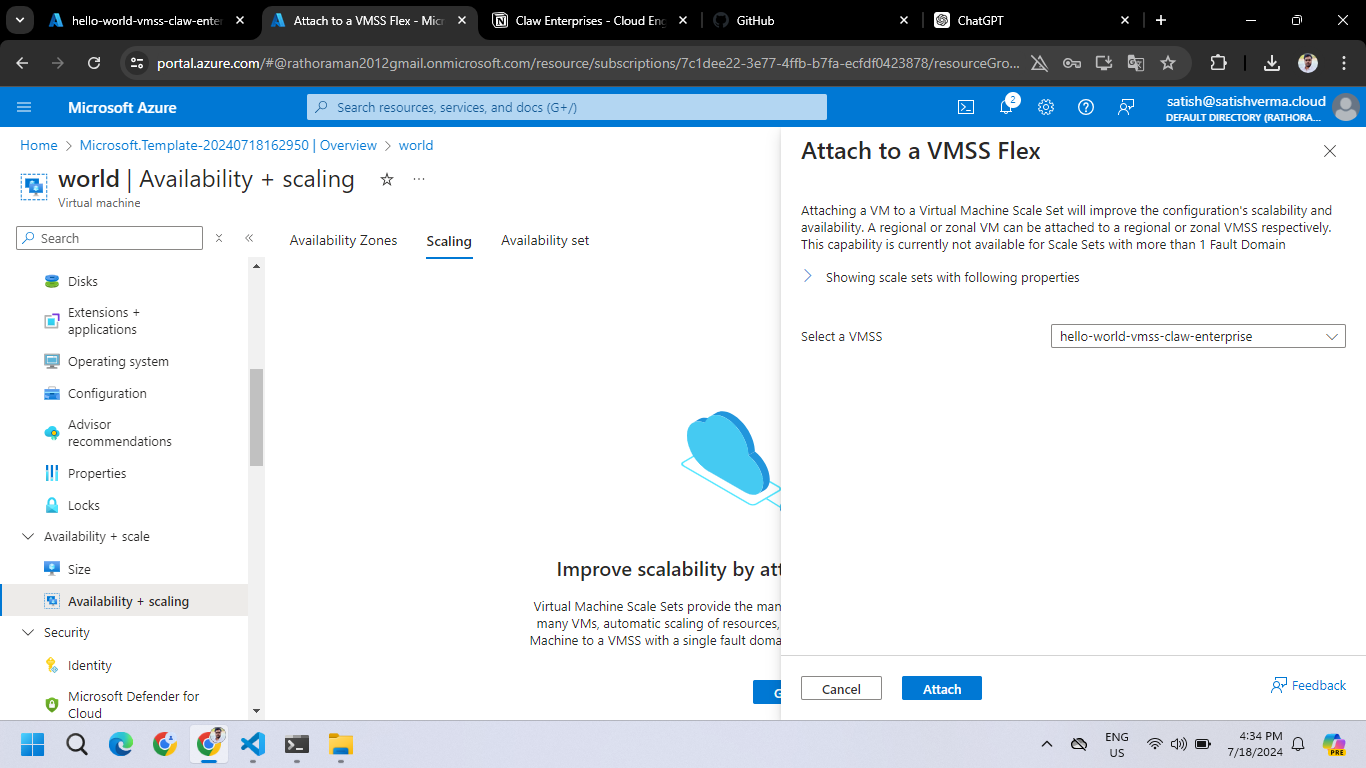 hello-world-vmss-claw-enter
Attach to a VMSS Flex - Micr
Claw Enterprises - Cloud Eng
GitHub
ChatGPT
portal.azure.com/#@rathoraman2012gmail.onmicrosoft.com/resource/subscriptions/7c1dee22-3e77-4ffb-b7fa-ecfdf0423878/resourceGro...
Microsoft Azure
Search resources, services, and docs (G+/)
2
satish@satishverma.cloud
DEFAULT DIRECTORY (RATHORA...
Home > Microsoft.Template-20240718162950 | Overview > world
world | Availability + scaling
...
Virtual machine
Search
Disks
Extensions +
applications
Operating system
Configuration
Advisor
recommendations
Properties
Locks
Availability + scale
Size
Availability + scaling
Security
Identity
Microsoft Defender for
Cloud
Availability Zones
Scaling
Availability set
Improve scalability by att
Virtual Machine Scale Sets provide the man
many VMs, automatic scaling of resources,
Machine to a VMSS with a single fault doma
G
Attach to a VMSS Flex
Attaching a VM to a Virtual Machine Scale Set will improve the configuration's scalability and
availability. A regional or zonal VM can be attached to a regional or zonal VMSS respectively.
This capability is currently not available for Scale Sets with more than 1 Fault Domain
Showing scale sets with following properties
Select a VMSS
hello-world-vmss-claw-enterprise
Cancel
Attach
Feedback
ENG
US
4:34 PM
7/18/2024
PRE